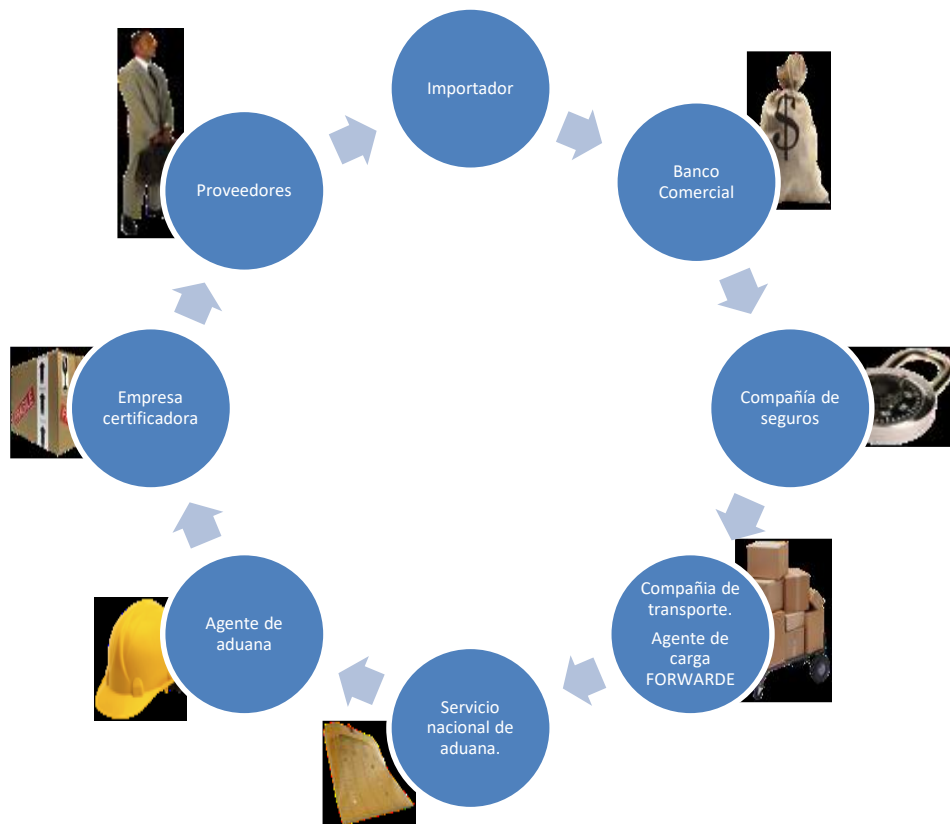 Importador
Banco
Comercial
Compañía de
seguros
Compañia de
transporte.
Agente de
carga
FORWARDE
Servicio
nacional de
aduana.
Agente de
aduana
Empresa
certificadora
Proveedores
$